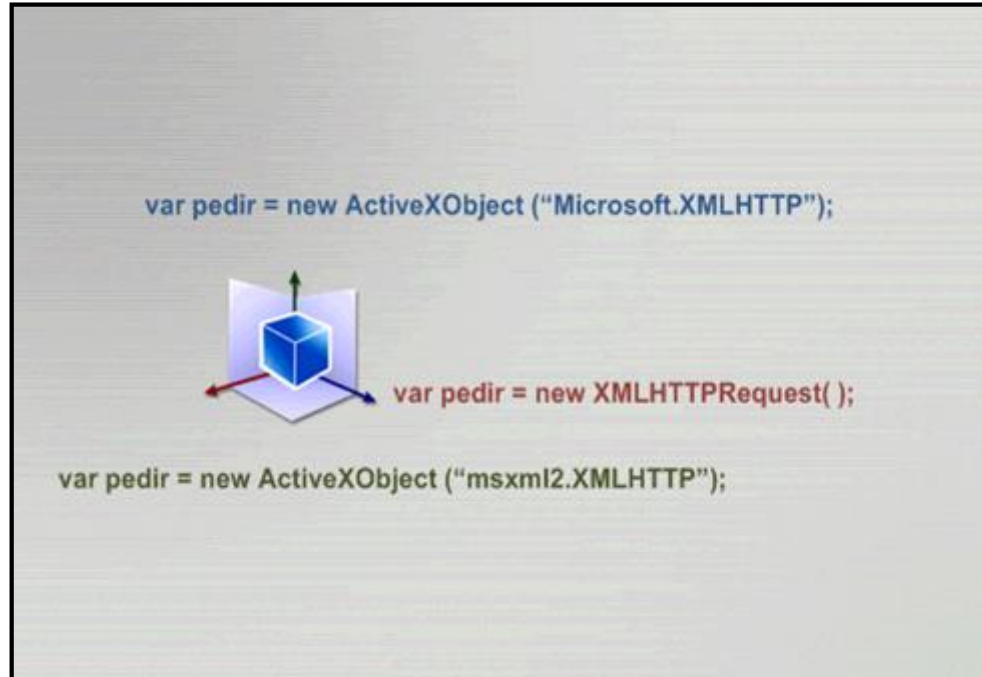 var pedir = new ActiveXObject (“Microsoft.XMLHTTP”);
var pedir = new XMLHTTPRequest( );
var pedir = new ActiveXObject (“msxml2.XMLHTTP”);